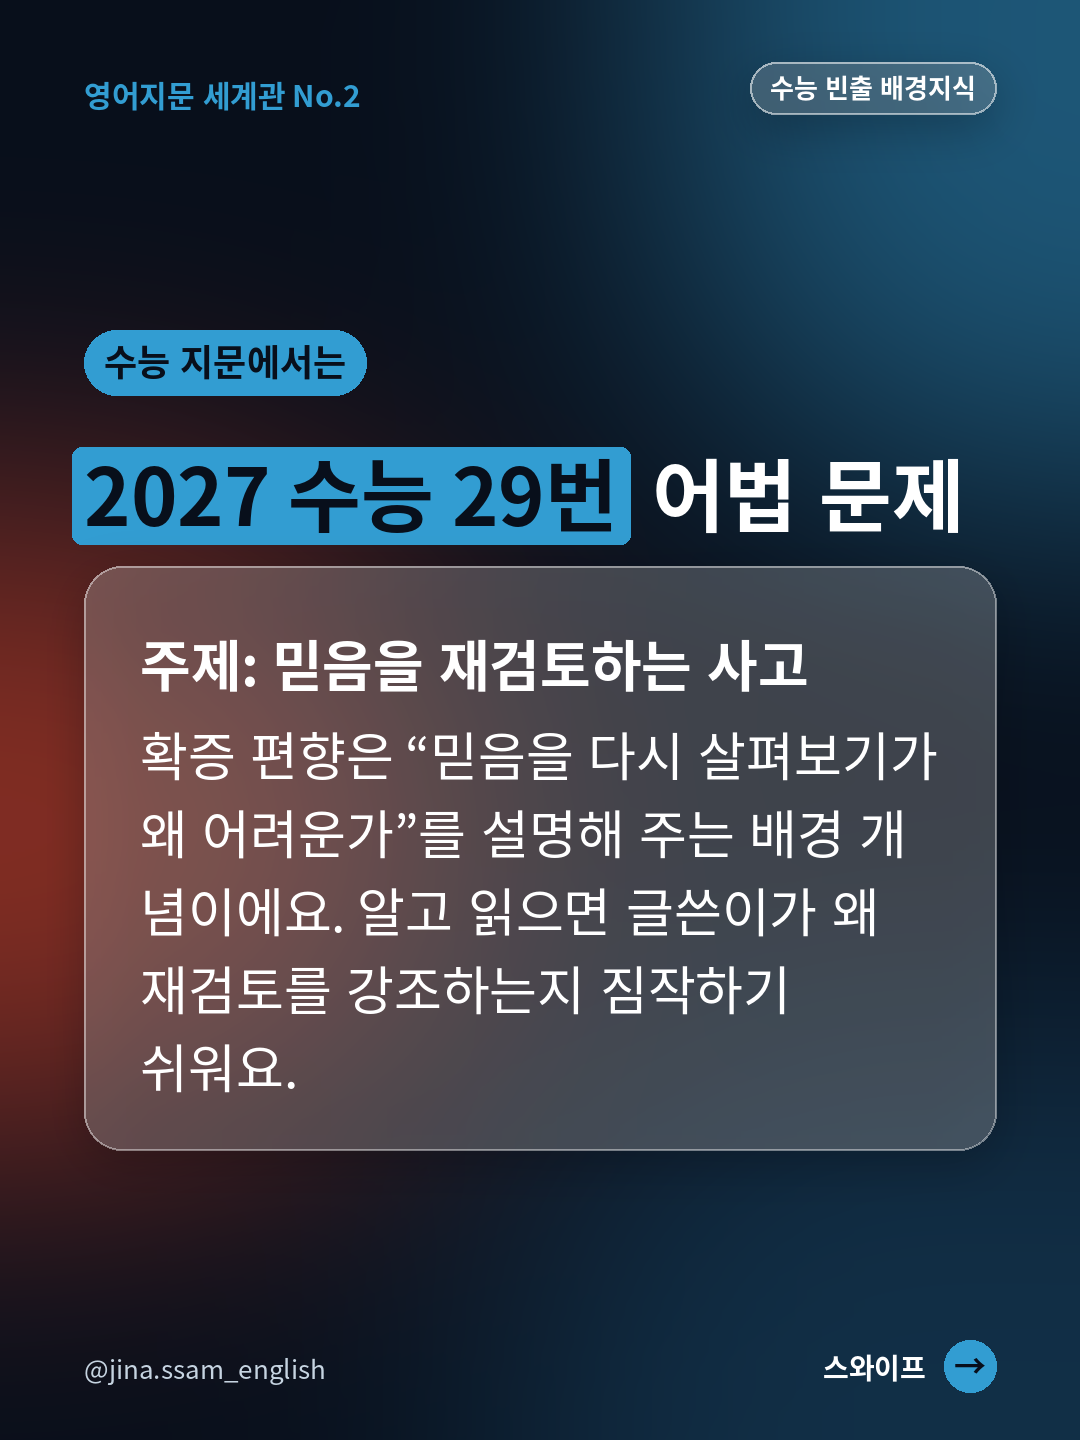 영어지문 세계관 No.2
수능 빈출 배경지식
수능 지문에서는
2027 수능 29번 어법 문제
주제: 믿음을 재검토하는 사고
확증 편향은 “믿음을 다시 살펴보기가
왜 어려운가”를 설명해 주는 배경 개
념이에요. 알고 읽으면 글쓴이가 왜
재검토를 강조하는지 짐작하기
쉬워요.
@jina.ssam_english
스와이프 →